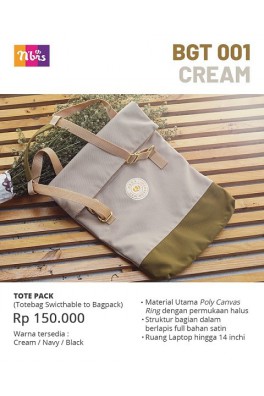 Nbrs
BGT 001
CREAM
TOTE PACK
(Totebag Swicthable to Bagpack)
Rp 150.000
Warna tersedia :
Cream / Navy / Black
• Material Utama Poly Canvas
Ring dengan permukaan halus
• Struktur bagian dalam
berlapis full bahan satin
• Ruang Laptop hingga 14 inchi